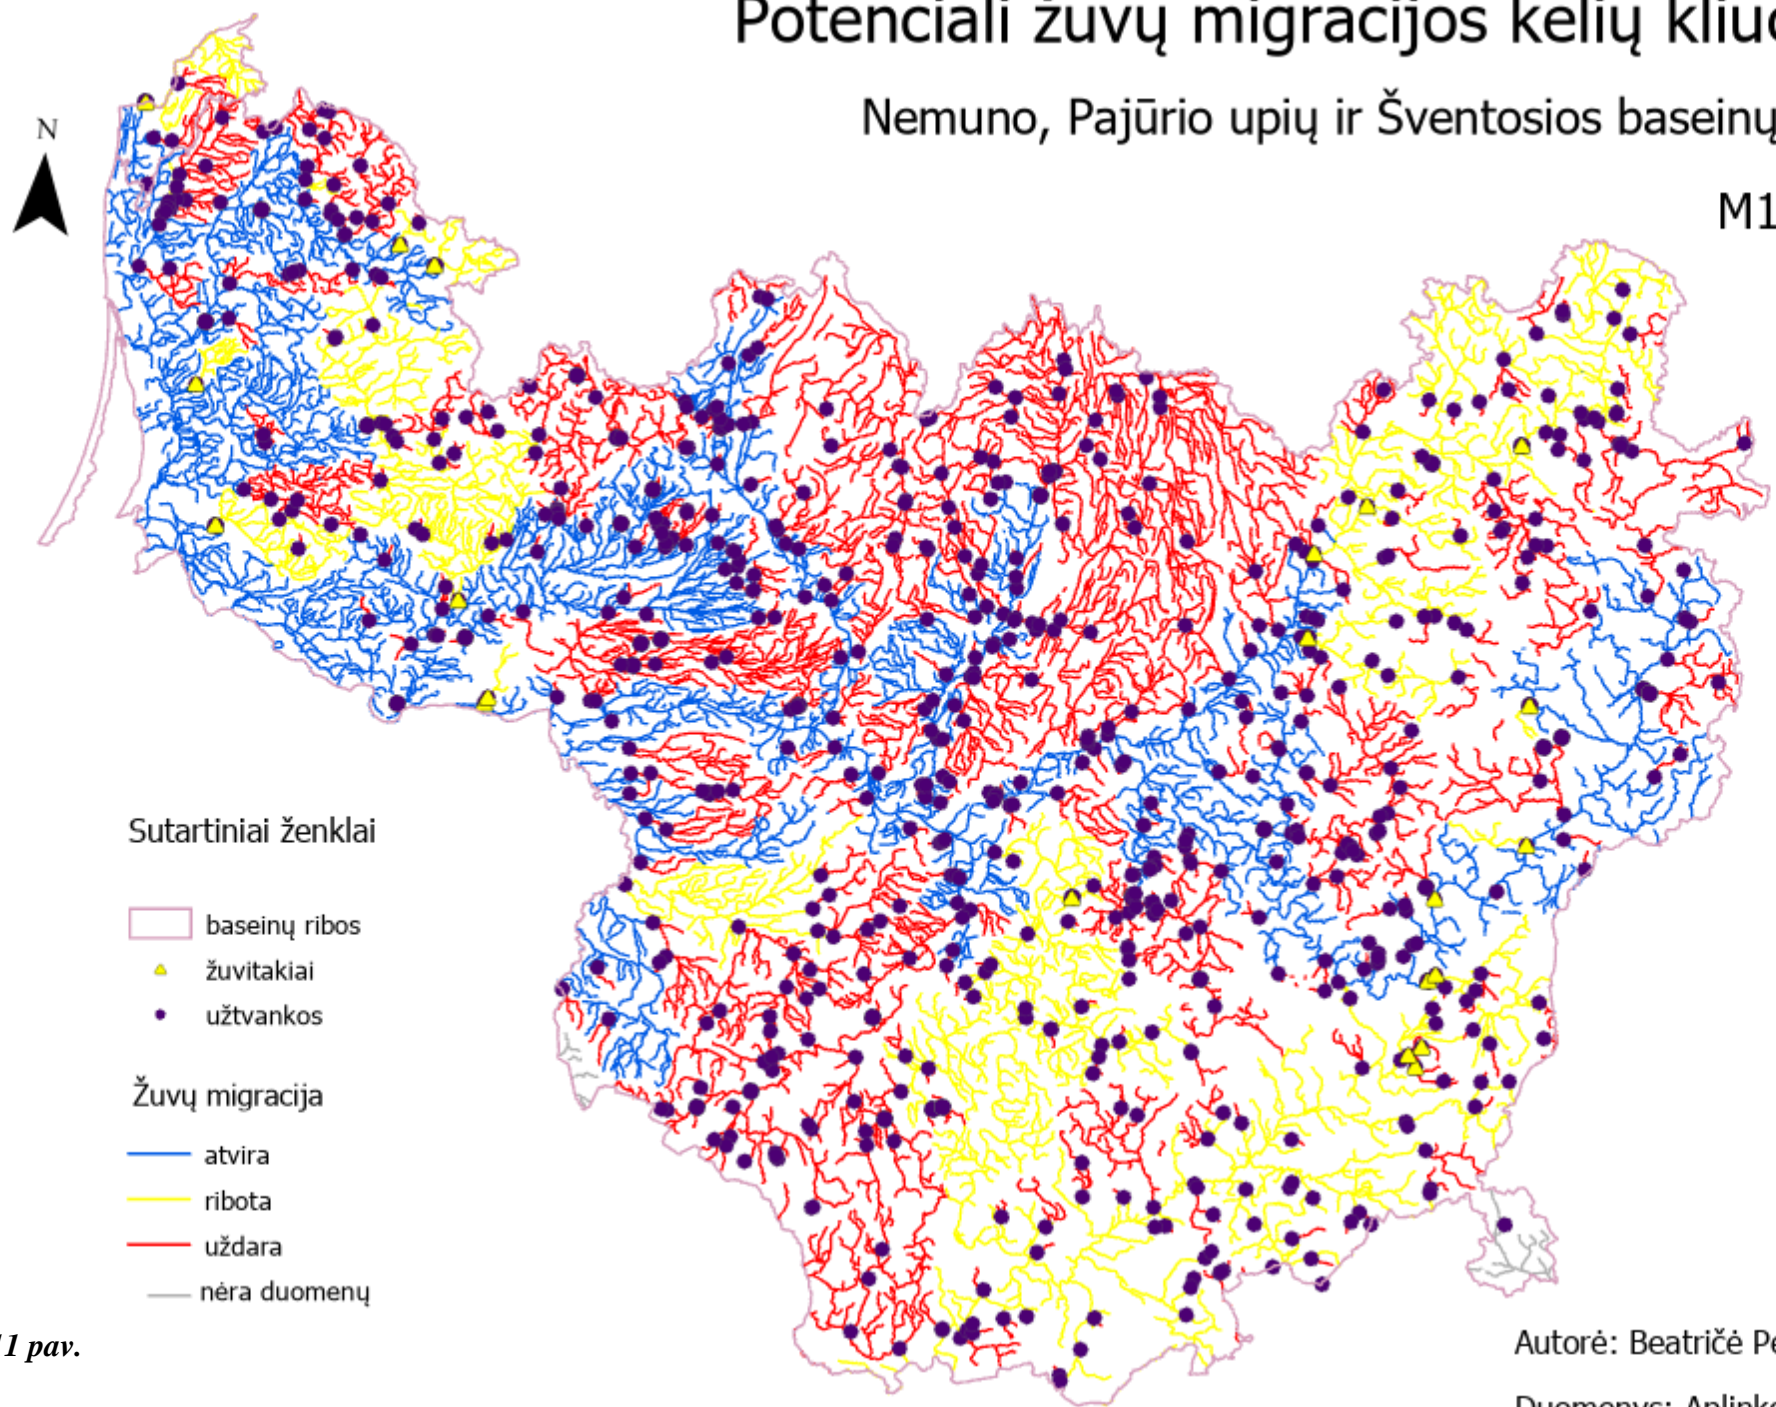 Potenciali žuvų migracijos kelių
Nemuno, Pajūrio upių ir Šventosios baseinų
N
M1
Sutartiniai ženklai
baseinų ribos
žuvitakiai
užtvankos
Žuvų migracija
atvira
ribota
uždara
nėra duomenų
1 pav.
Autorė: Beatričė